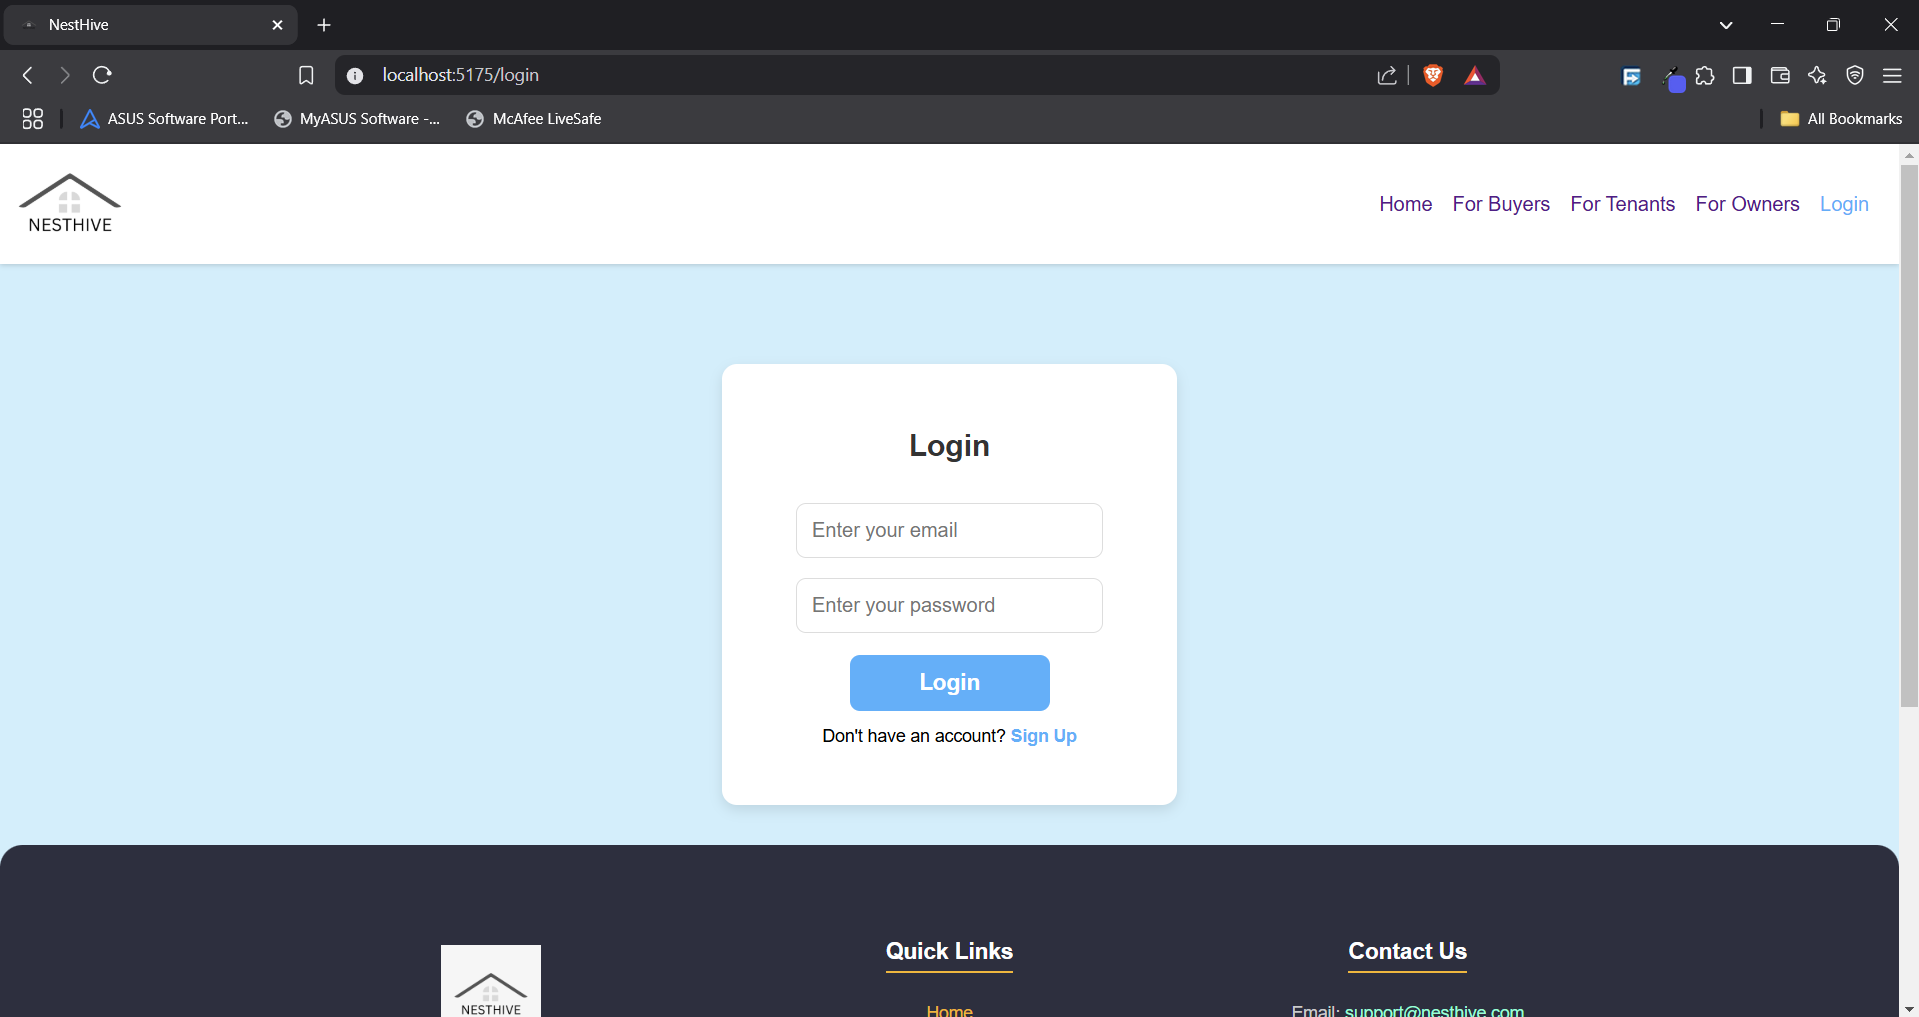 NestHive
localhost:5175/login
ASUS Software Port...
MyASUS Software -...
McAfee LiveSafe
All Bookmarks
NESTHIVE
Home For Buyers For Tenants For Owners Login
Login
Enter your email
Enter your password
Login
Don't have an account? Sign Up
NESTHIVE
Quick Links
Home
Contact Us
Email: support@nesthive.com